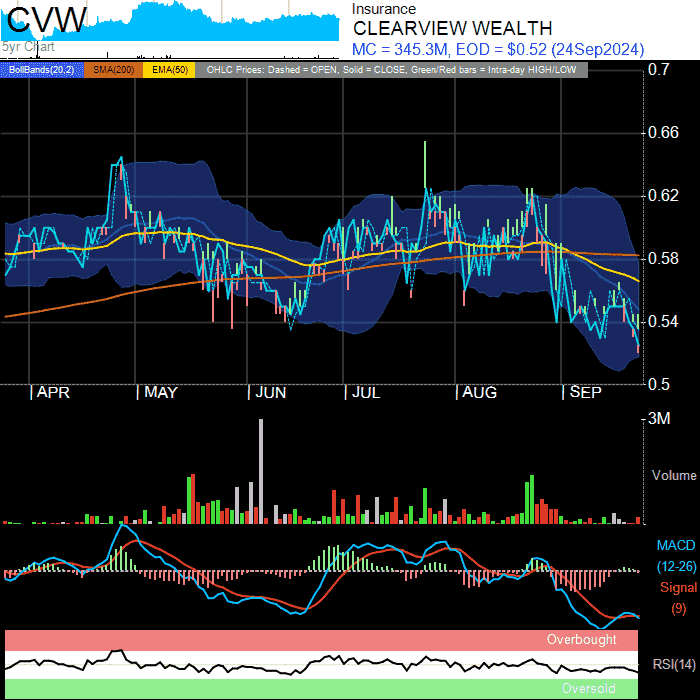 CVW
5yr Chart
Insurance
CLEARVIEW WEALTH
MC = 345.3M, EOD = $0.52 (24Sep2024)
BollBands(20,2) SMA(200) EMA(50) OHLC Prices: Dashed = OPEN, Solid = CLOSE, Green/Red bars = Intra-day HIGH/LOW
0.7
0.66
0.62
0.58
0.54
0.5
APR MAY JUN JUL AUG SEP
3M
Volume
MACD
(12-26)
Signal
(9)
Overbought
RSI(14)
Oversold